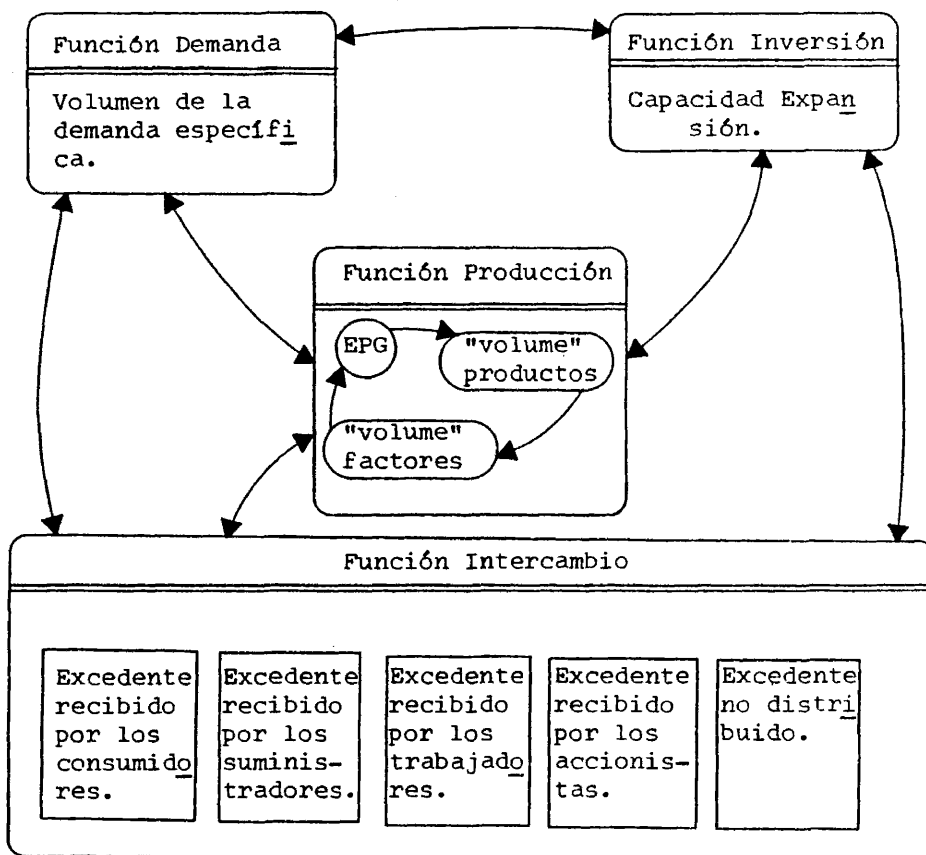 Función Demanda
Volumen de la
demanda específi
ca.
Función Inversión
Capacidad Expan
sión.
Función Producción
EPG
"volume"
productos
"volume"
factores
Función Intercambio
Excedente
recibido
por los
consumido
res.
Excedente
recibido
por los
suminis-
tradores.
Excedente
recibido
por los
trabajado
res.
Excedente
recibido
por los
accionis-
tas.
Excedente
no distri
buido.